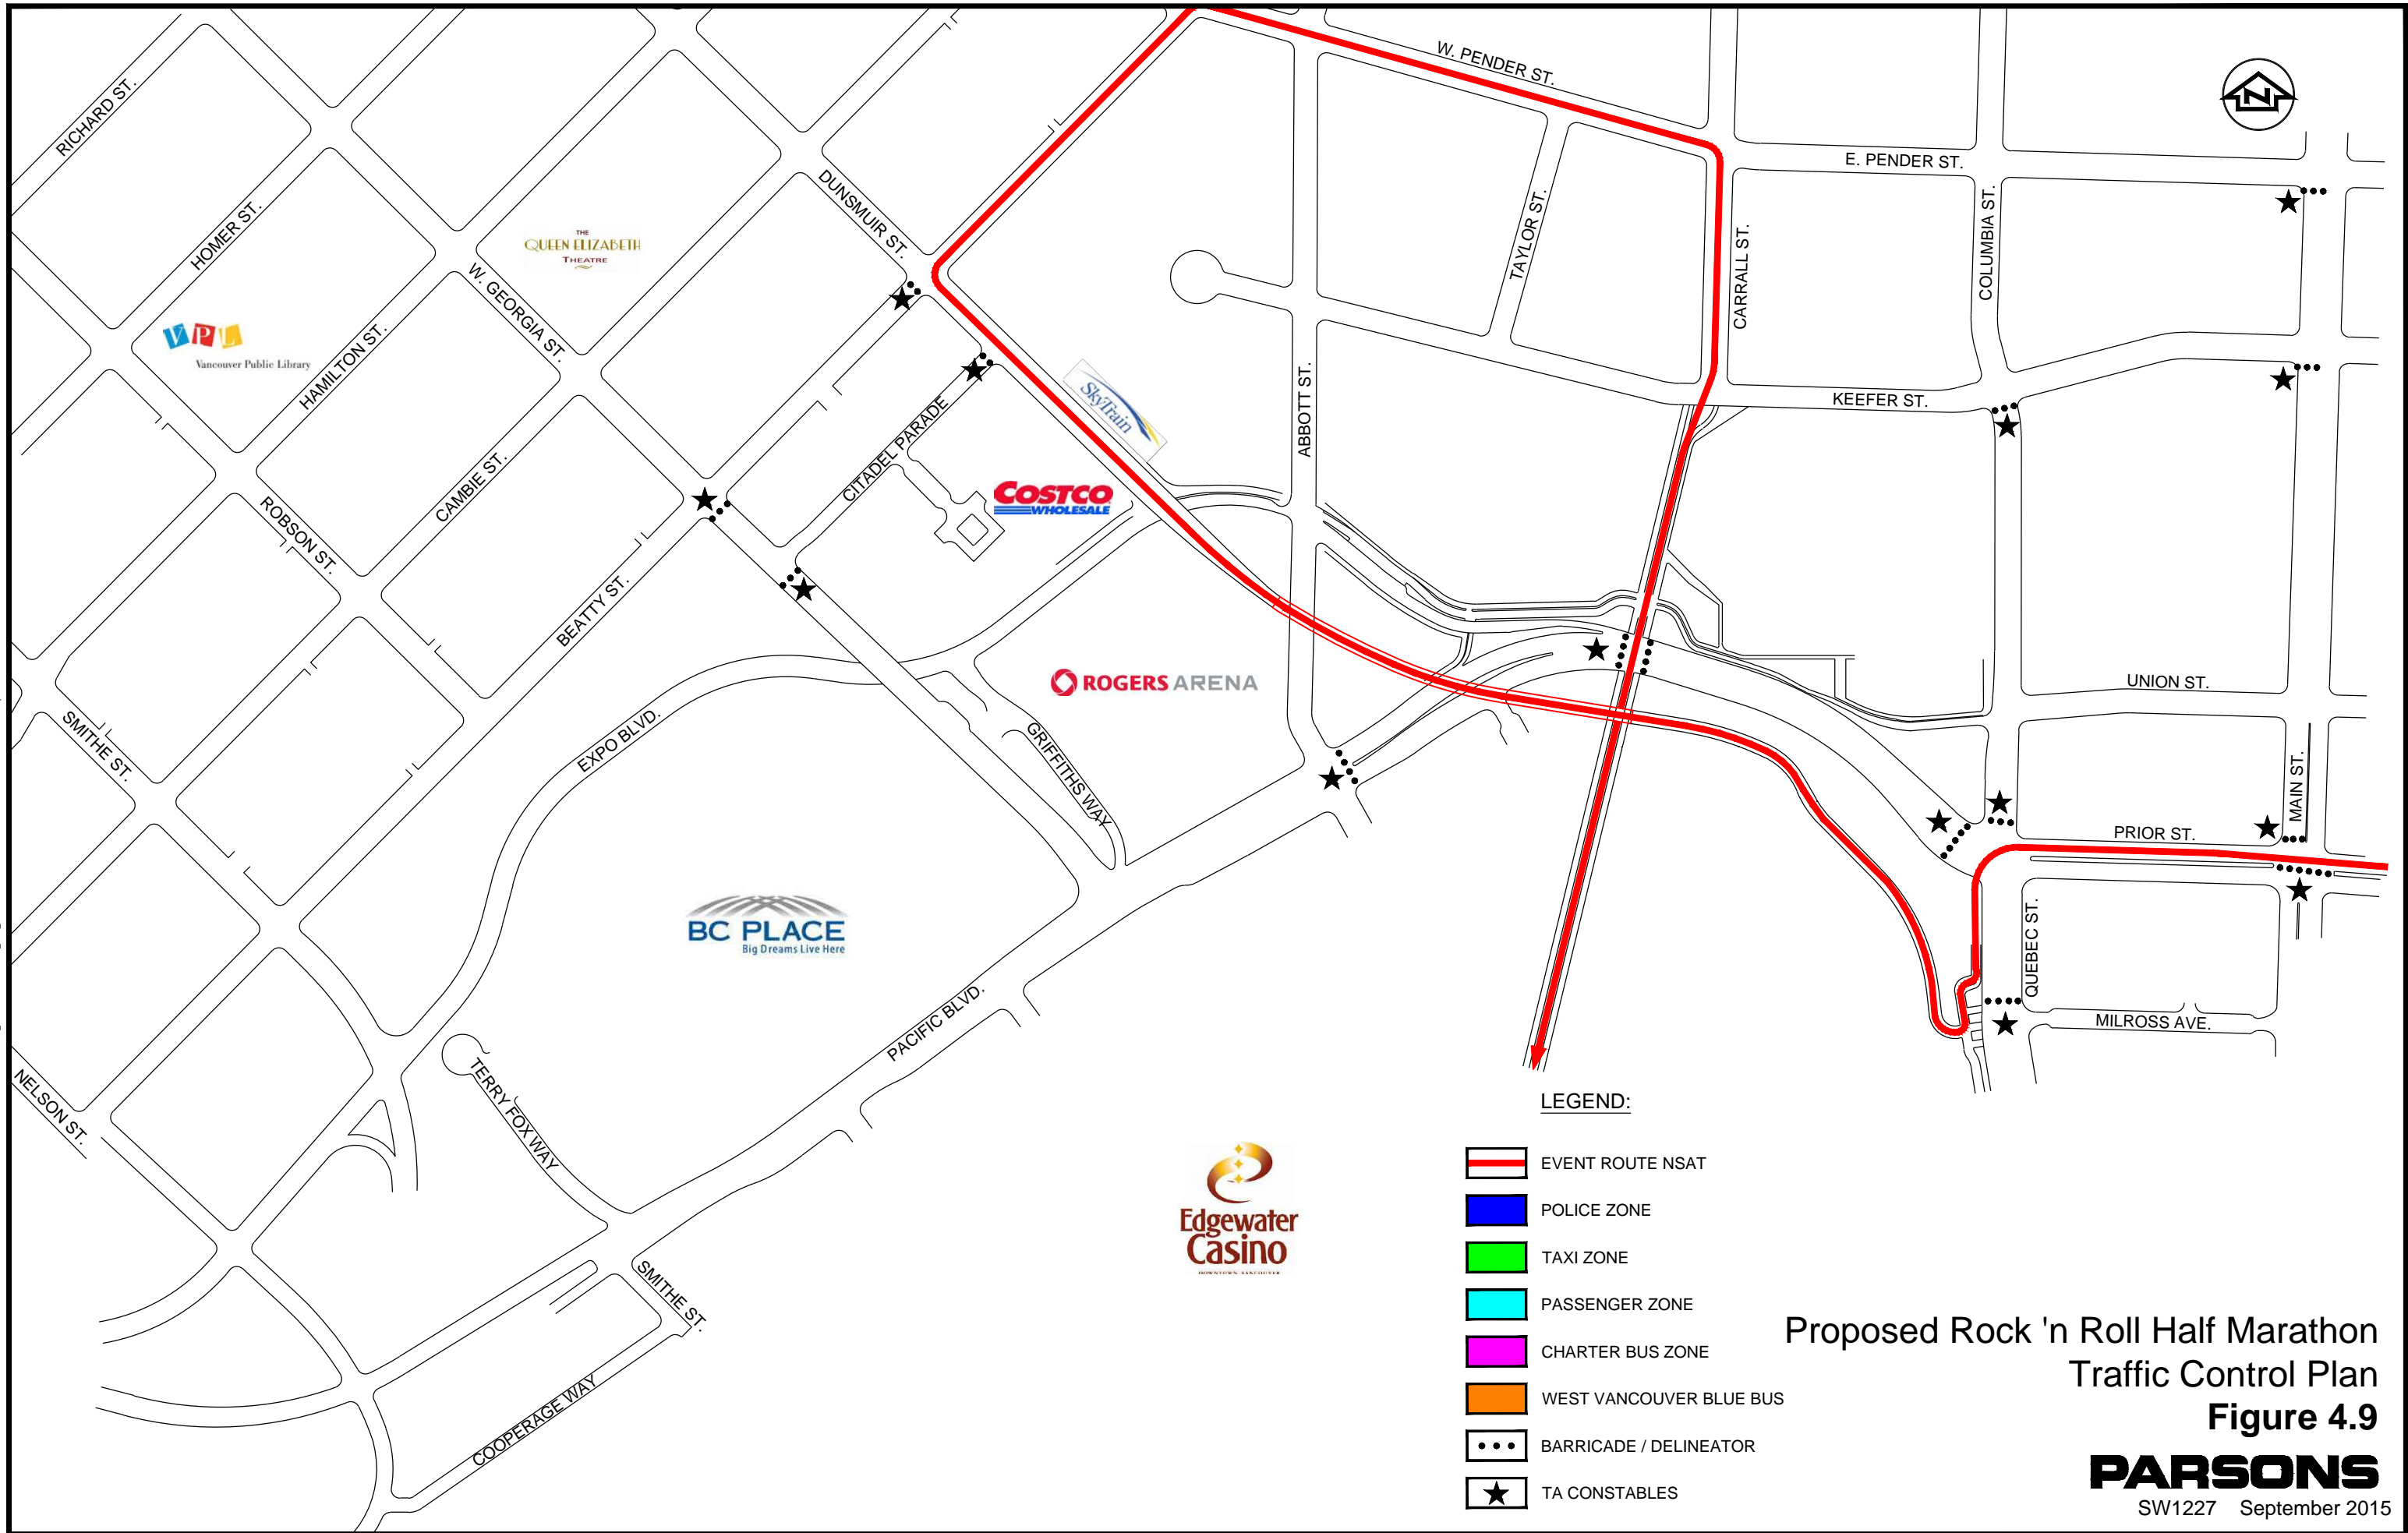 W. PENDER ST.
RICHARD ST.
N
E. PENDER ST.
DUNSMUIR ST.
HOMER ST.
THE
QUEEN ELIZABETH
THEATRE
TAYLOR ST.
COLUMBIA ST.
CARRALL ST.
W. GEORGIA ST.
VPL
Vancouver Public Library
HAMILTON ST.
SkyTrain
ABBOTT ST.
KEEFER ST.
CITADEL PARADE
CAMBIE ST.
COSTCO
WHOLESALE
ROBSON ST.
BEATTY ST.
ROGERS ARENA
UNION ST.
EXPO BLVD.
SMITHE ST.
GRIFFITHS WAY
MAIN ST.
PRIOR ST.
BC PLACE
Big Dreams Live Here
QUEBEC ST.
PACIFIC BLVD.
MILROSS AVE.
NELSON ST.
TERRY FOX WAY
Edgewater
Casino
DOWNTOWN VANCOUVER
SMITHE ST.
COOPERAGE WAY
LEGEND:
EVENT ROUTE NSAT
POLICE ZONE
TAXI ZONE
PASSENGER ZONE
CHARTER BUS ZONE
WEST VANCOUVER BLUE BUS
BARRICADE / DELINEATOR
TA CONSTABLES
Proposed Rock 'n Roll Half Marathon
Traffic Control Plan
Figure 4.9
PARSONS
SW1227 September 2015